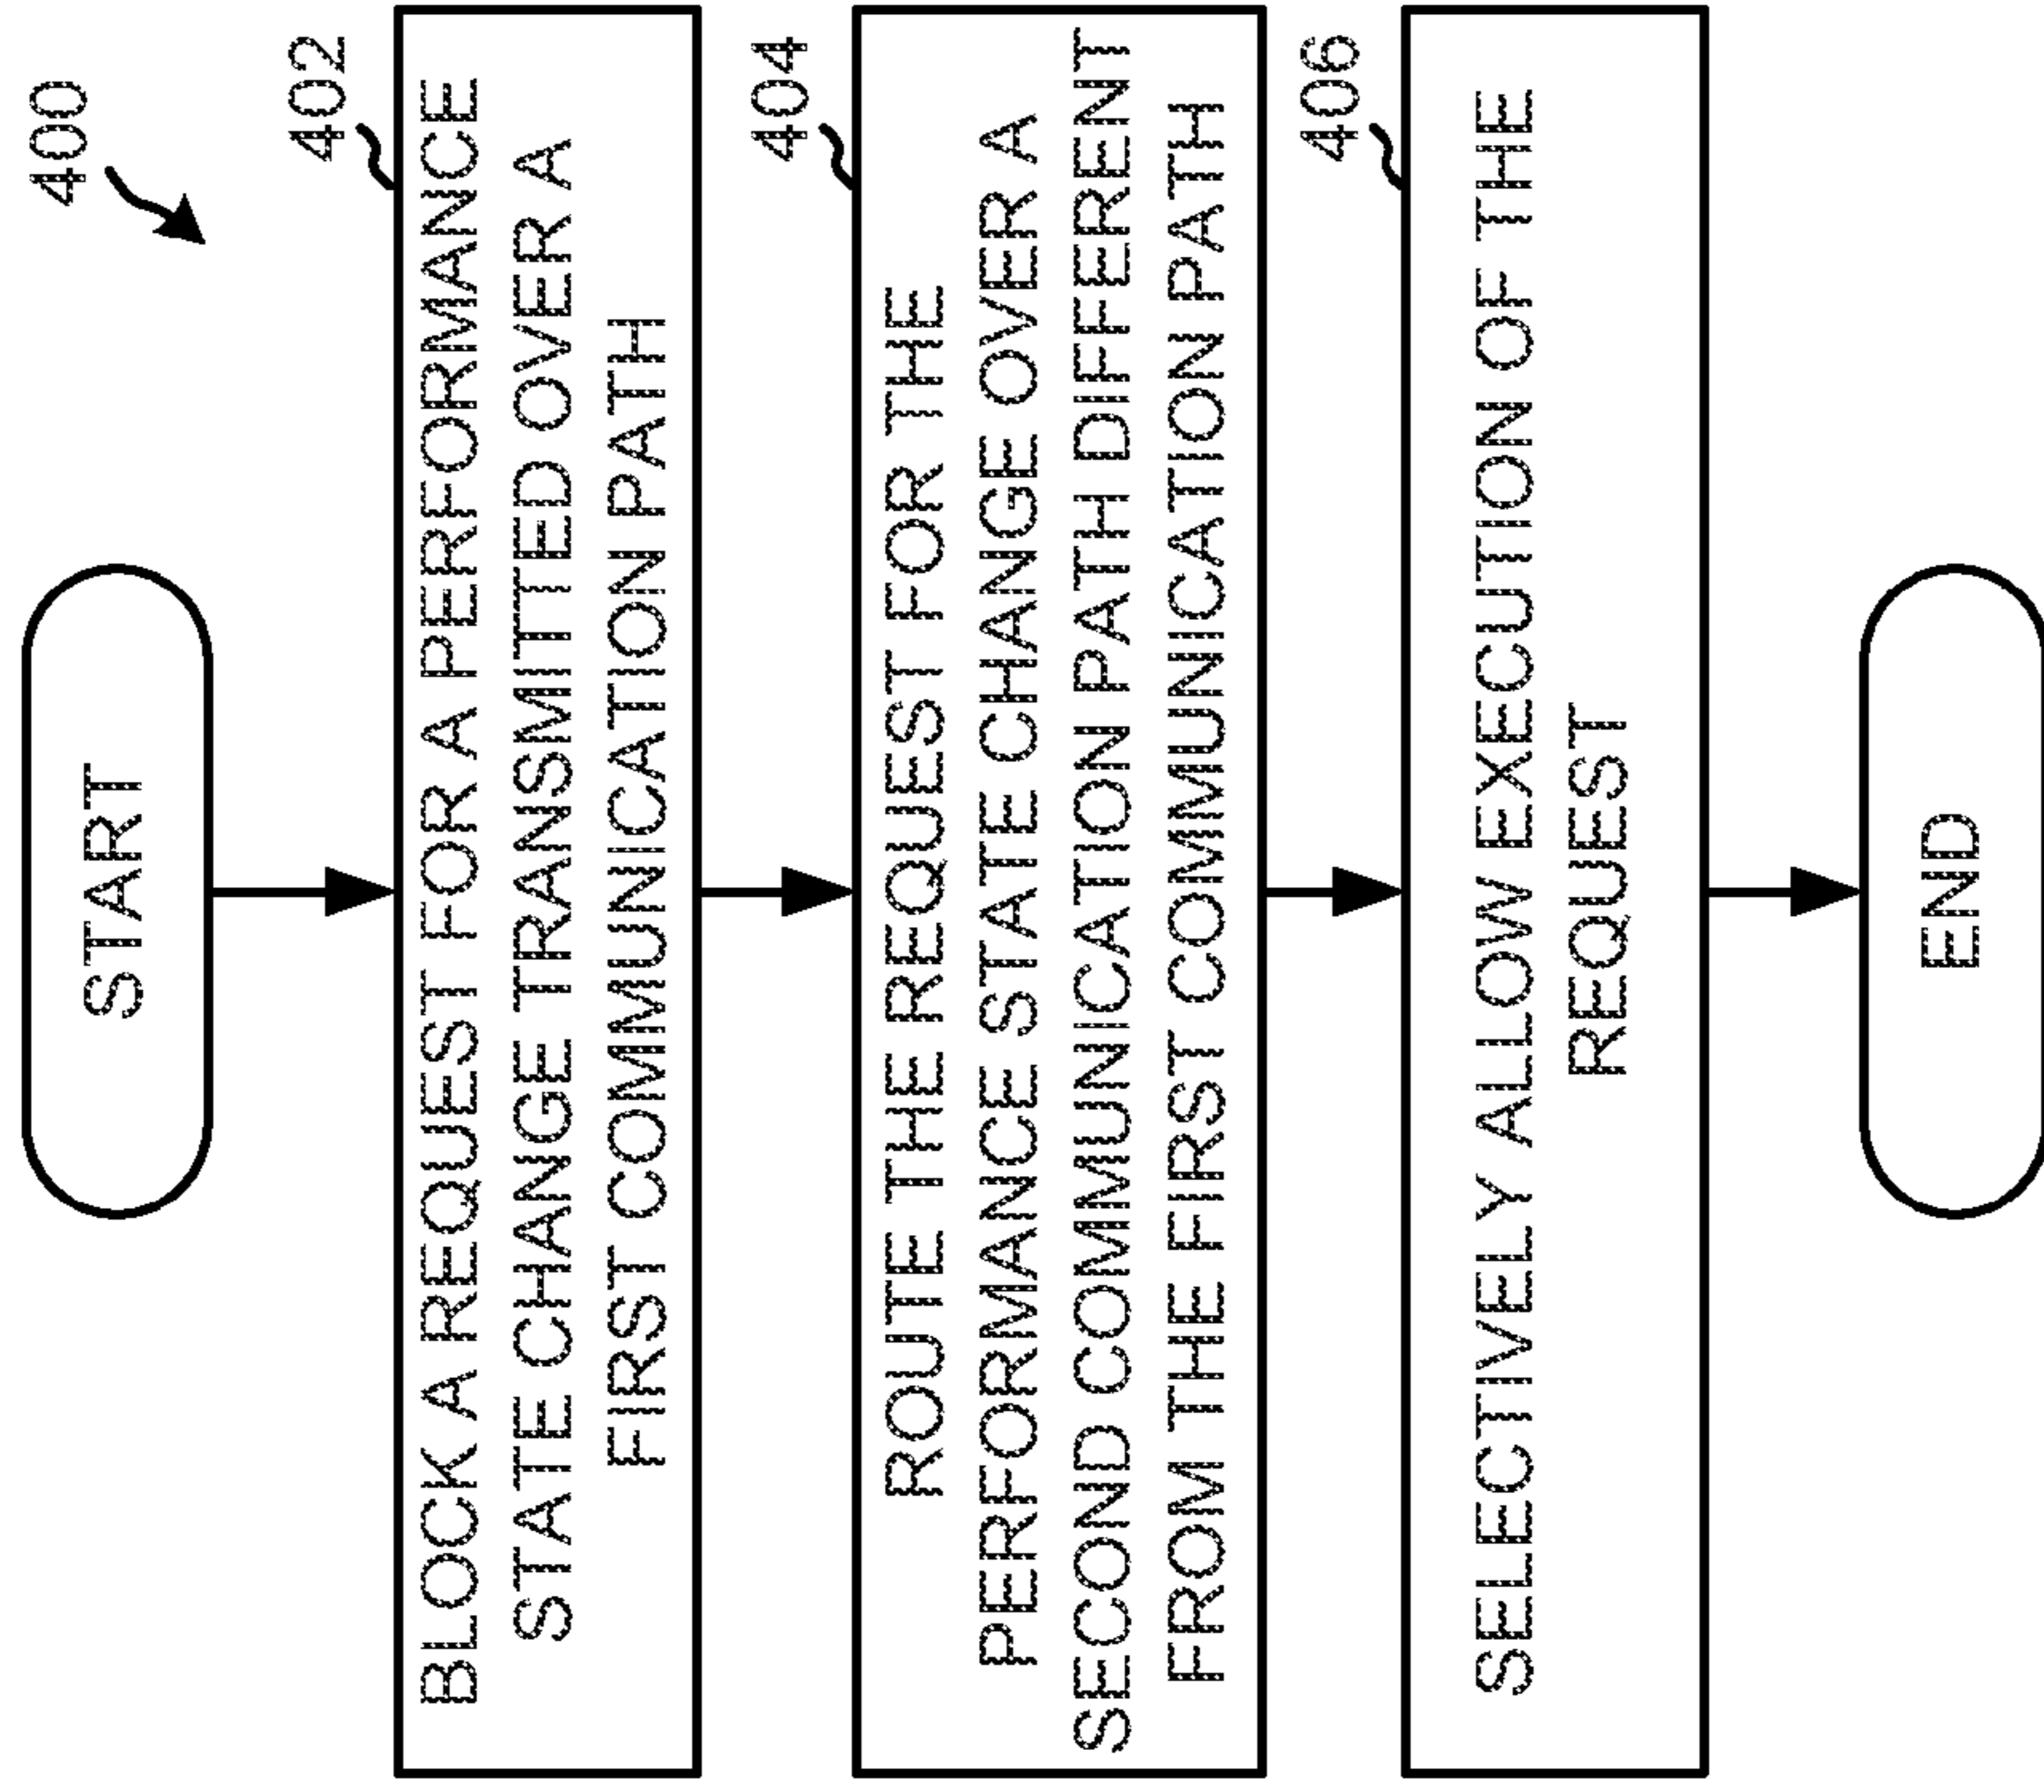 400
START
402
BLOCK A REQUEST FOR A PERFORMANCE
STATE CHANGE TRANSMITTED OVER A
FIRST COMMUNICATION PATH
404
ROUTE THE REQUEST FOR THE
PERFORMANCE STATE CHANGE OVER A
SECOND COMMUNICATION PATH DIFFERENT
FROM THE FIRST COMMUNICATION PATH
406
SELECTIVELY ALLOW EXECUTION OF THE
REQUEST
END